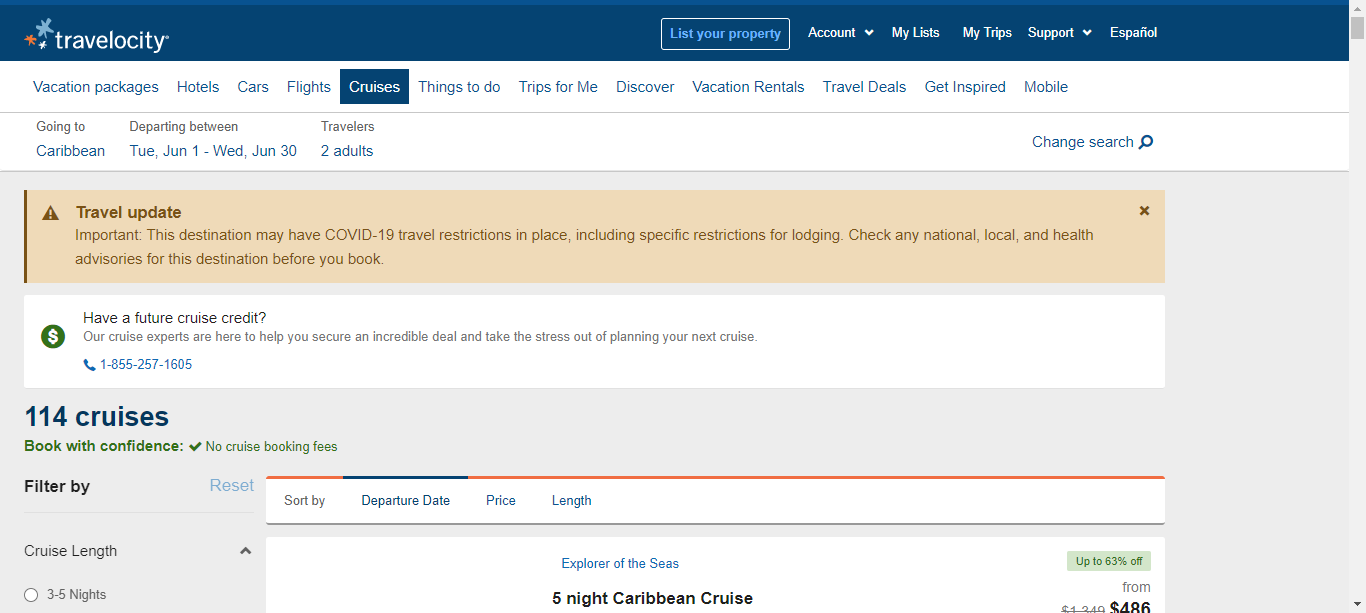 travelocity
List your property
Account
My Lists
My Trips
Support
Español
Vacation packages
Hotels
Cars
Flights
Cruises
Things to do
Trips for Me
Discover
Vacation Rentals
Travel Deals
Get Inspired
Mobile
Going to
Caribbean
Departing between
Tue, Jun 1 - Wed, Jun 30
Travelers
2 adults
Change search
Travel update
Important: This destination may have COVID-19 travel restrictions in place, including specific restrictions for lodging. Check any national, local, and health
advisories for this destination before you book.
Have a future cruise credit?
Our cruise experts are here to help you secure an incredible deal and take the stress out of planning your next cruise.
1-855-257-1605
114 cruises
Book with confidence: No cruise booking fees
Filter by
Reset
Sort by
Departure Date
Price
Length
Cruise Length
3-5 Nights
Explorer of the Seas
5 night Caribbean Cruise
Up to 63% off
from
$1,349 $486